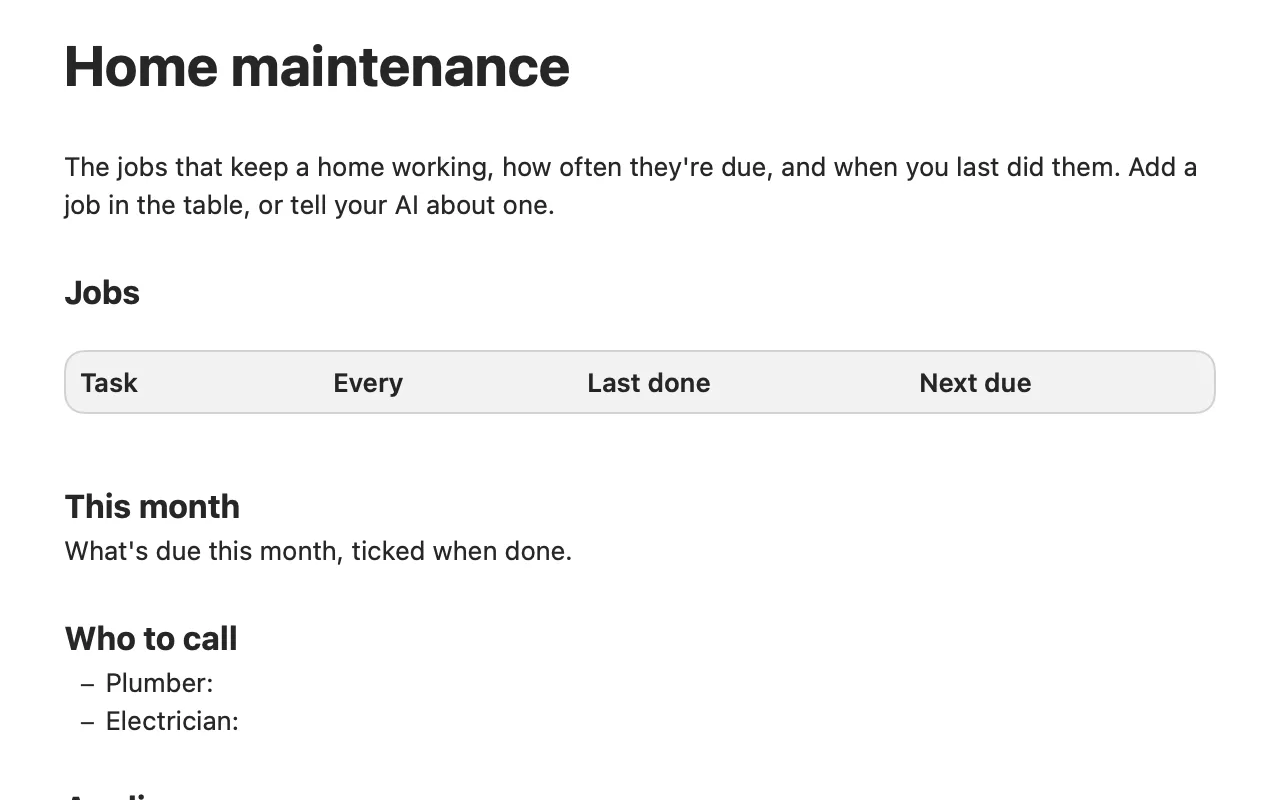 Home maintenance
The jobs that keep a home working, how often they're due, and when you last did them. Add a
job in the table, or tell your AI about one.
Jobs
Task Every Last done Next due
This month
What's due this month, ticked when done.
Who to call
– Plumber:
– Electrician: